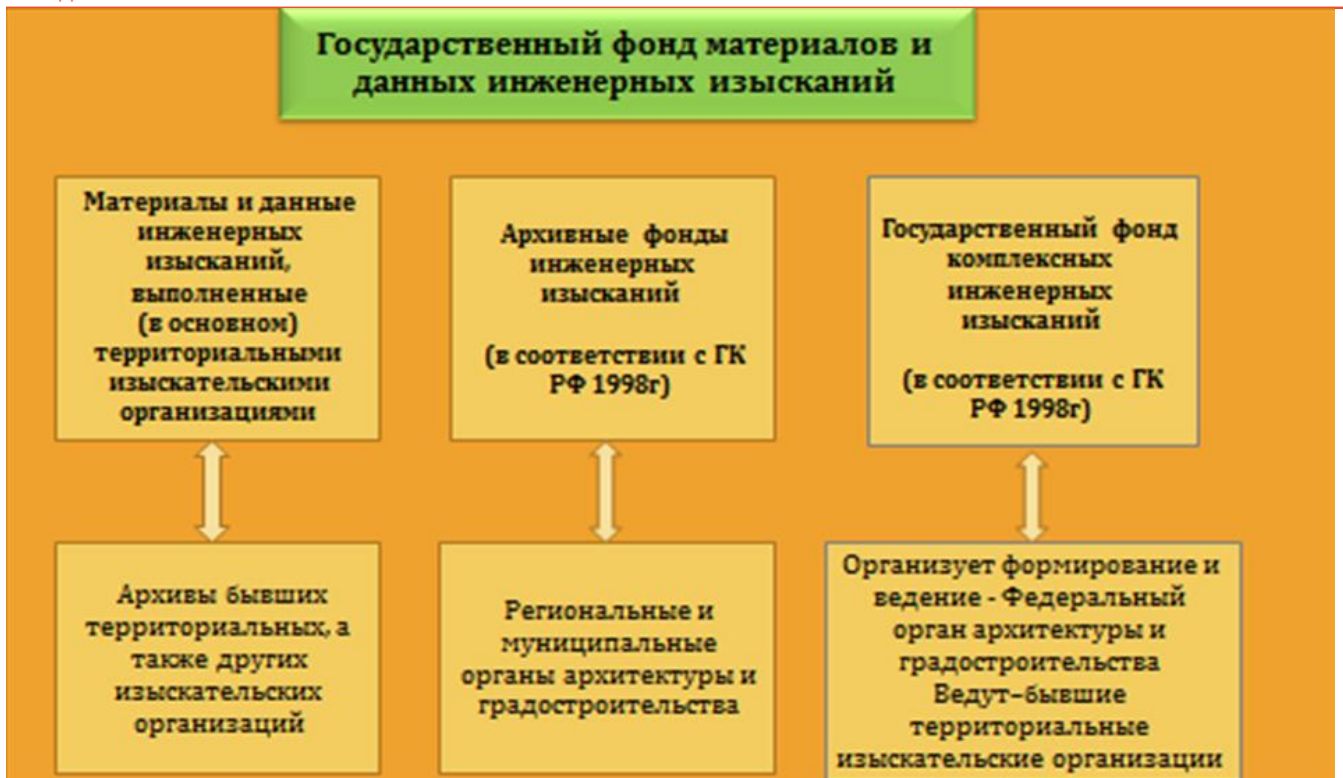 Государственный фонд материалов и
данных инженерных изысканий
Материалы и данные
инженерных
изысканий,
выполненные
(в основном)
территориальными
изыскательскими
организациями
Архивные фонды
инженерных
изысканий
(в соответствии с ГК
РФ 1998г)
Государственный фонд
комплексных
инженерных
изысканий
(в соответствии с ГК
РФ 1998г)
Архивы бывших
территориальных, а
также других
изыскательских
организаций
Региональные и
муниципальные
органы архитектуры и
градостроительства
Организует формирование и
ведение - Федеральный
орган архитектуры и
градостроительства
Ведут–бывшие
территориальные
изыскательские организации